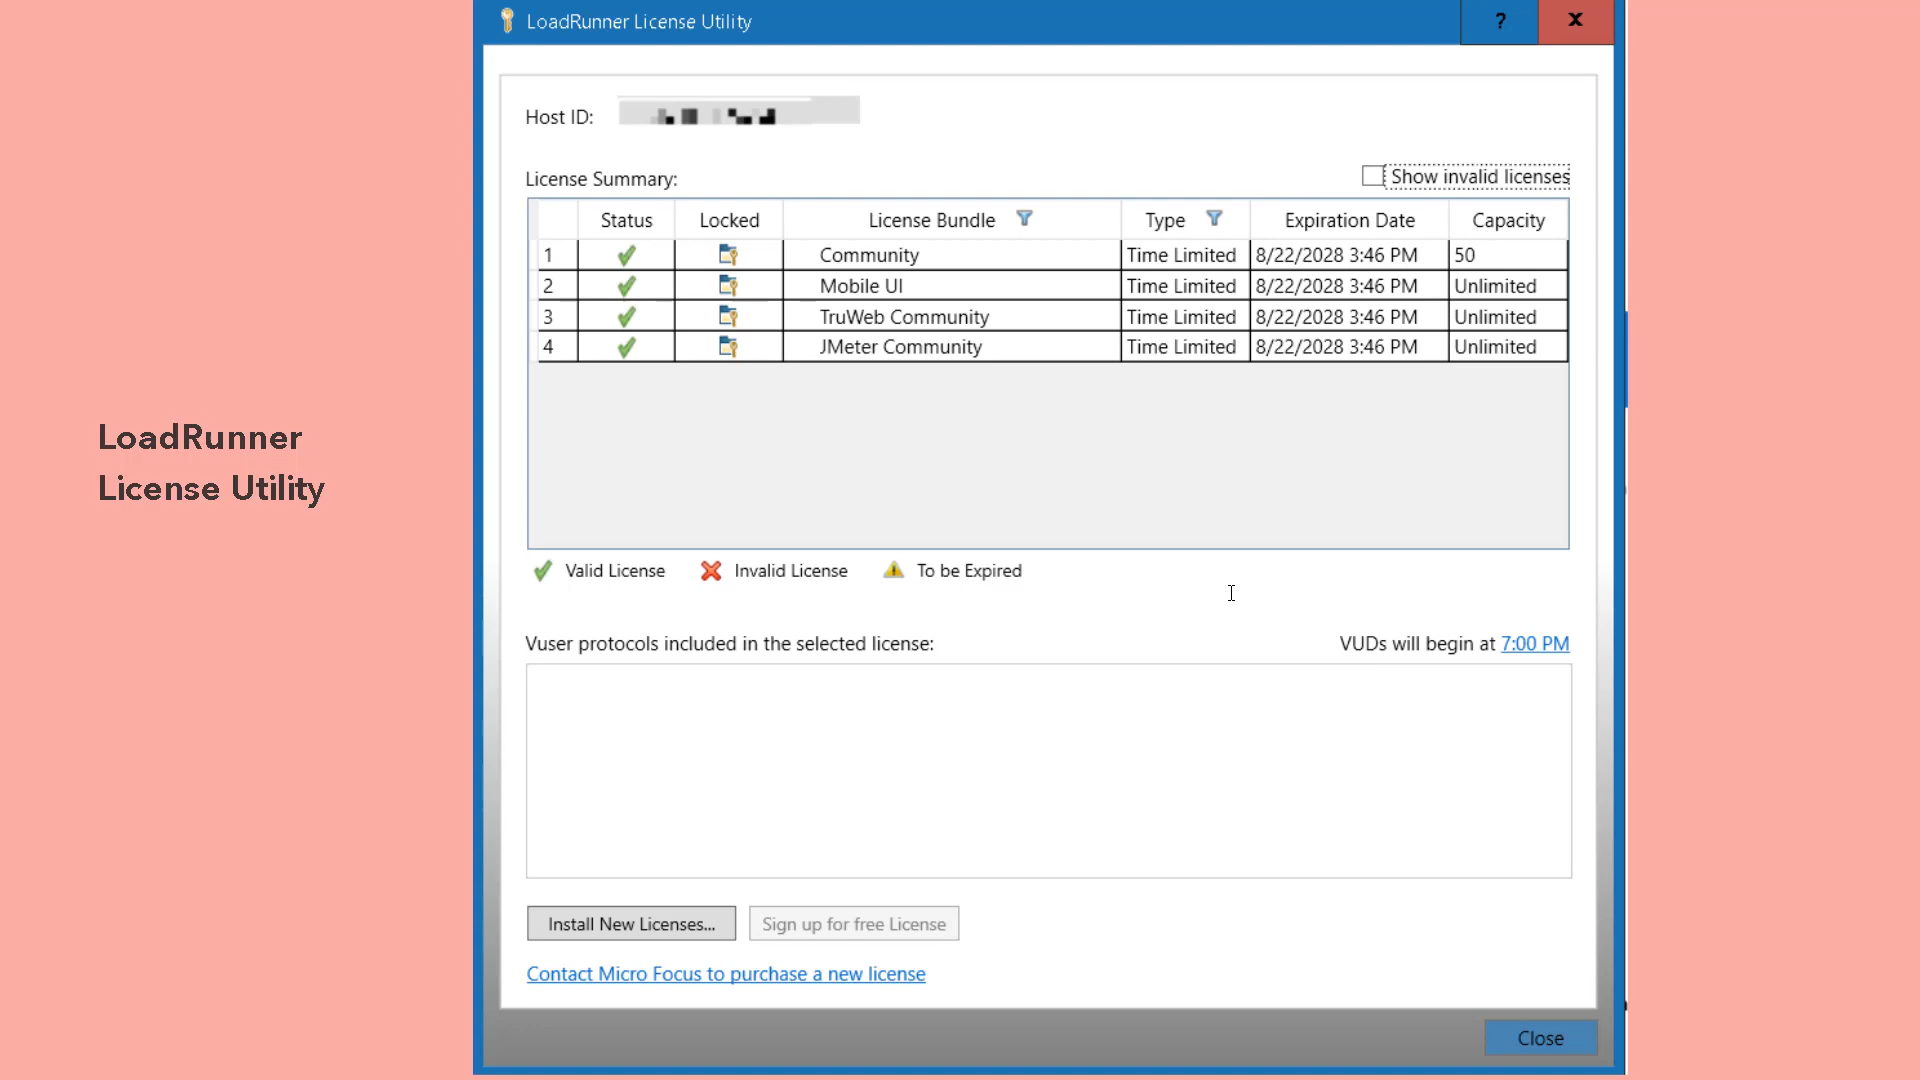 LoadRunner License Utility
?
x
Host ID:
License Summary:
Show invalid licenses
Status Locked License Bundle Type Expiration Date Capacity
1 Community Time Limited 8/22/2028 3:46 PM 50
2 Mobile UI Time Limited 8/22/2028 3:46 PM Unlimited
3 TruWeb Community Time Limited 8/22/2028 3:46 PM Unlimited
4 JMeter Community Time Limited 8/22/2028 3:46 PM Unlimited
LoadRunner
License Utility
Valid License Invalid License To be Expired
Vuser protocols included in the selected license:
VUDs will begin at 7:00 PM
Install New Licenses...
Sign up for free License
Contact Micro Focus to purchase a new license
Close